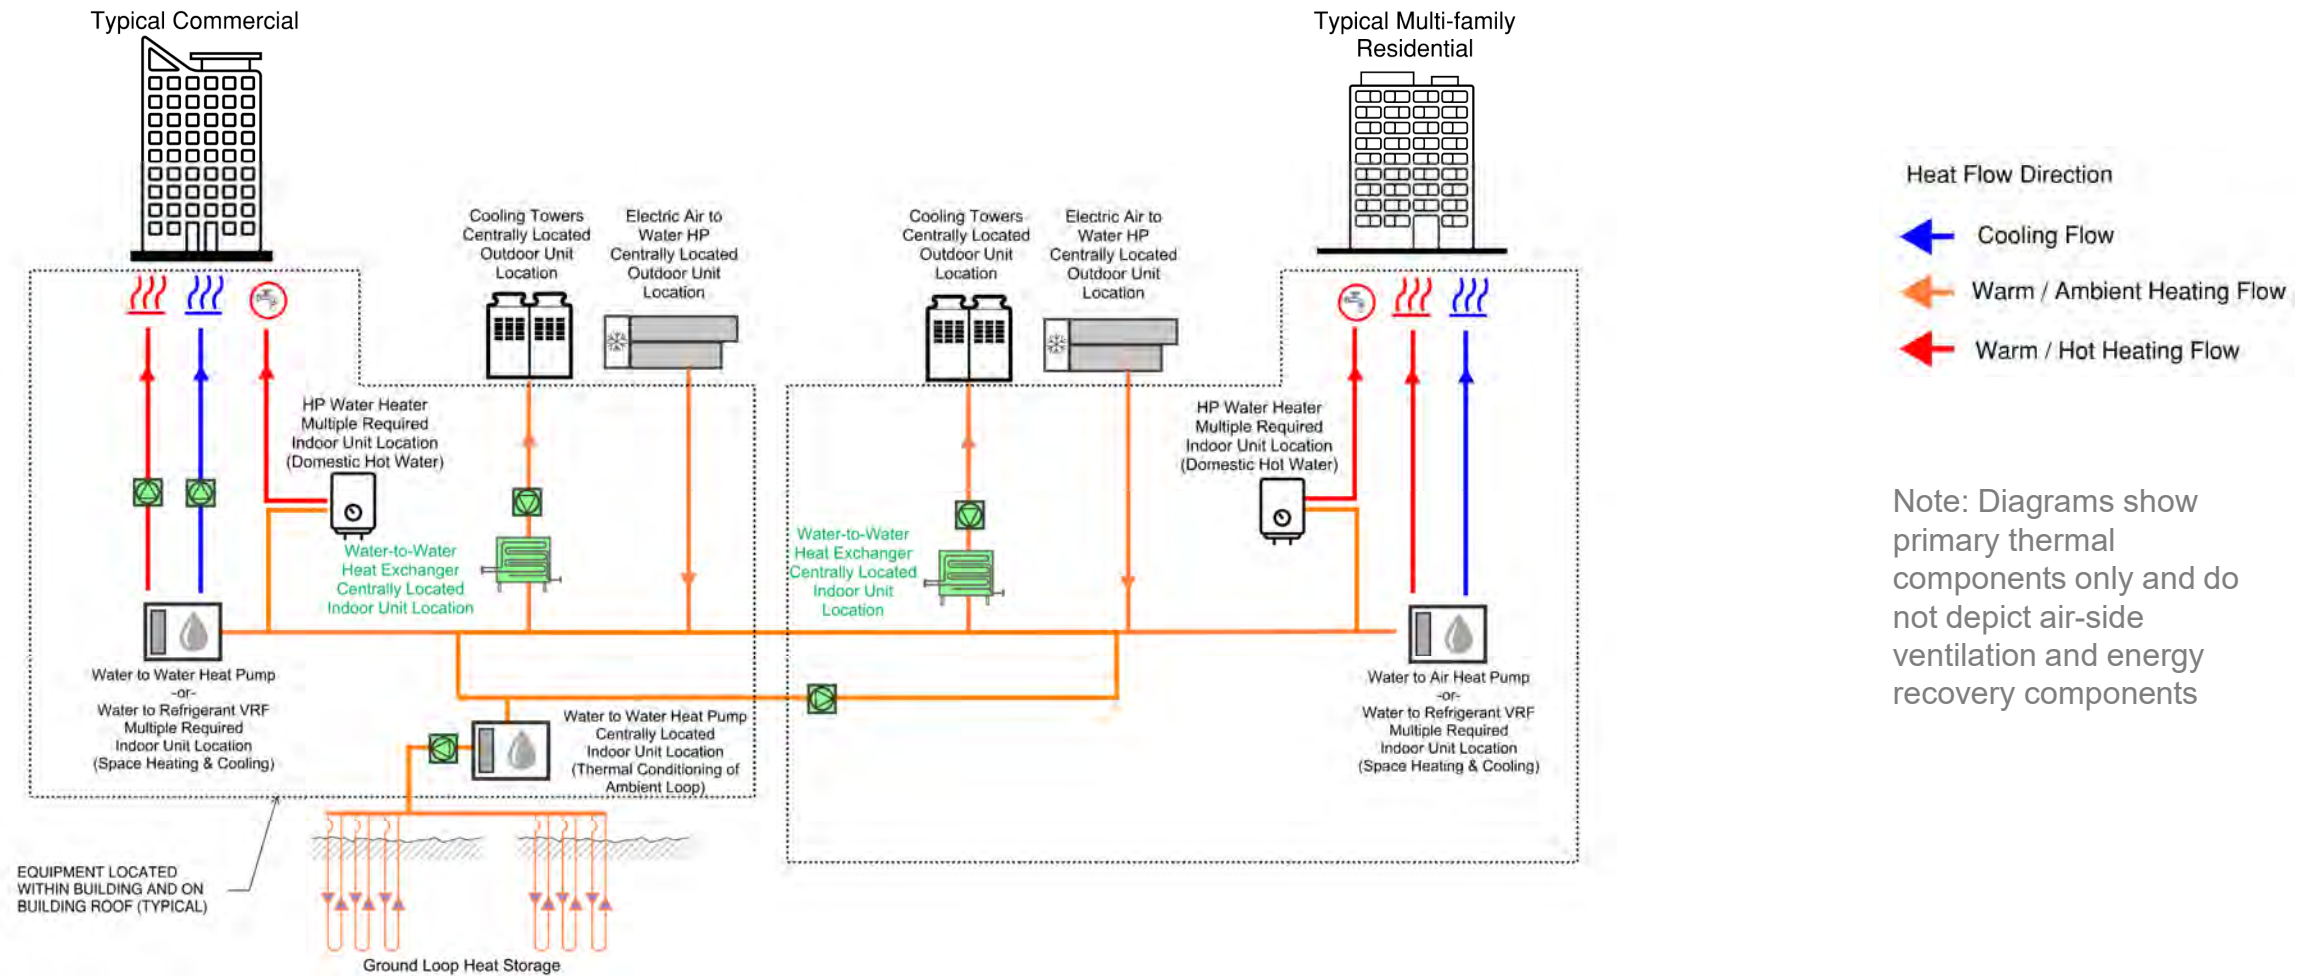 Typical Commercial
Typical Multi-family
Residential
Cooling Towers
Centrally Located
Outdoor Unit
Location
Electric Air to
Water HP
Centrally Located
Outdoor Unit
Location
Cooling Towers
Centrally Located
Outdoor Unit
Location
Electric Air to
Water HP
Centrally Located
Outdoor Unit
Location
Heat Flow Direction
Cooling Flow
Warm / Ambient Heating Flow
Warm / Hot Heating Flow
HP Water Heater
Multiple Required
Indoor Unit Location
(Domestic Hot Water)
HP Water Heater
Multiple Required
Indoor Unit Location
(Domestic Hot Water)
Water-to-Water
Heat Exchanger
Centrally Located
Indoor Unit Location
Water-to-Water
Heat Exchanger
Centrally Located
Indoor Unit
Location
Note: Diagrams show
primary thermal
components only and do
not depict air-side
ventilation and energy
recovery components
Water to Water Heat Pump
-or-
Water to Refrigerant VRF
Multiple Required
Indoor Unit Location
(Space Heating & Cooling)
Water to Water Heat Pump
Centrally Located
Indoor Unit Location
(Thermal Conditioning of
Ambient Loop)
Water to Air Heat Pump
-or-
Water to Refrigerant VRF
Multiple Required
Indoor Unit Location
(Space Heating & Cooling)
EQUIPMENT LOCATED
WITHIN BUILDING AND ON
BUILDING ROOF (TYPICAL)
Ground Loop Heat Storage